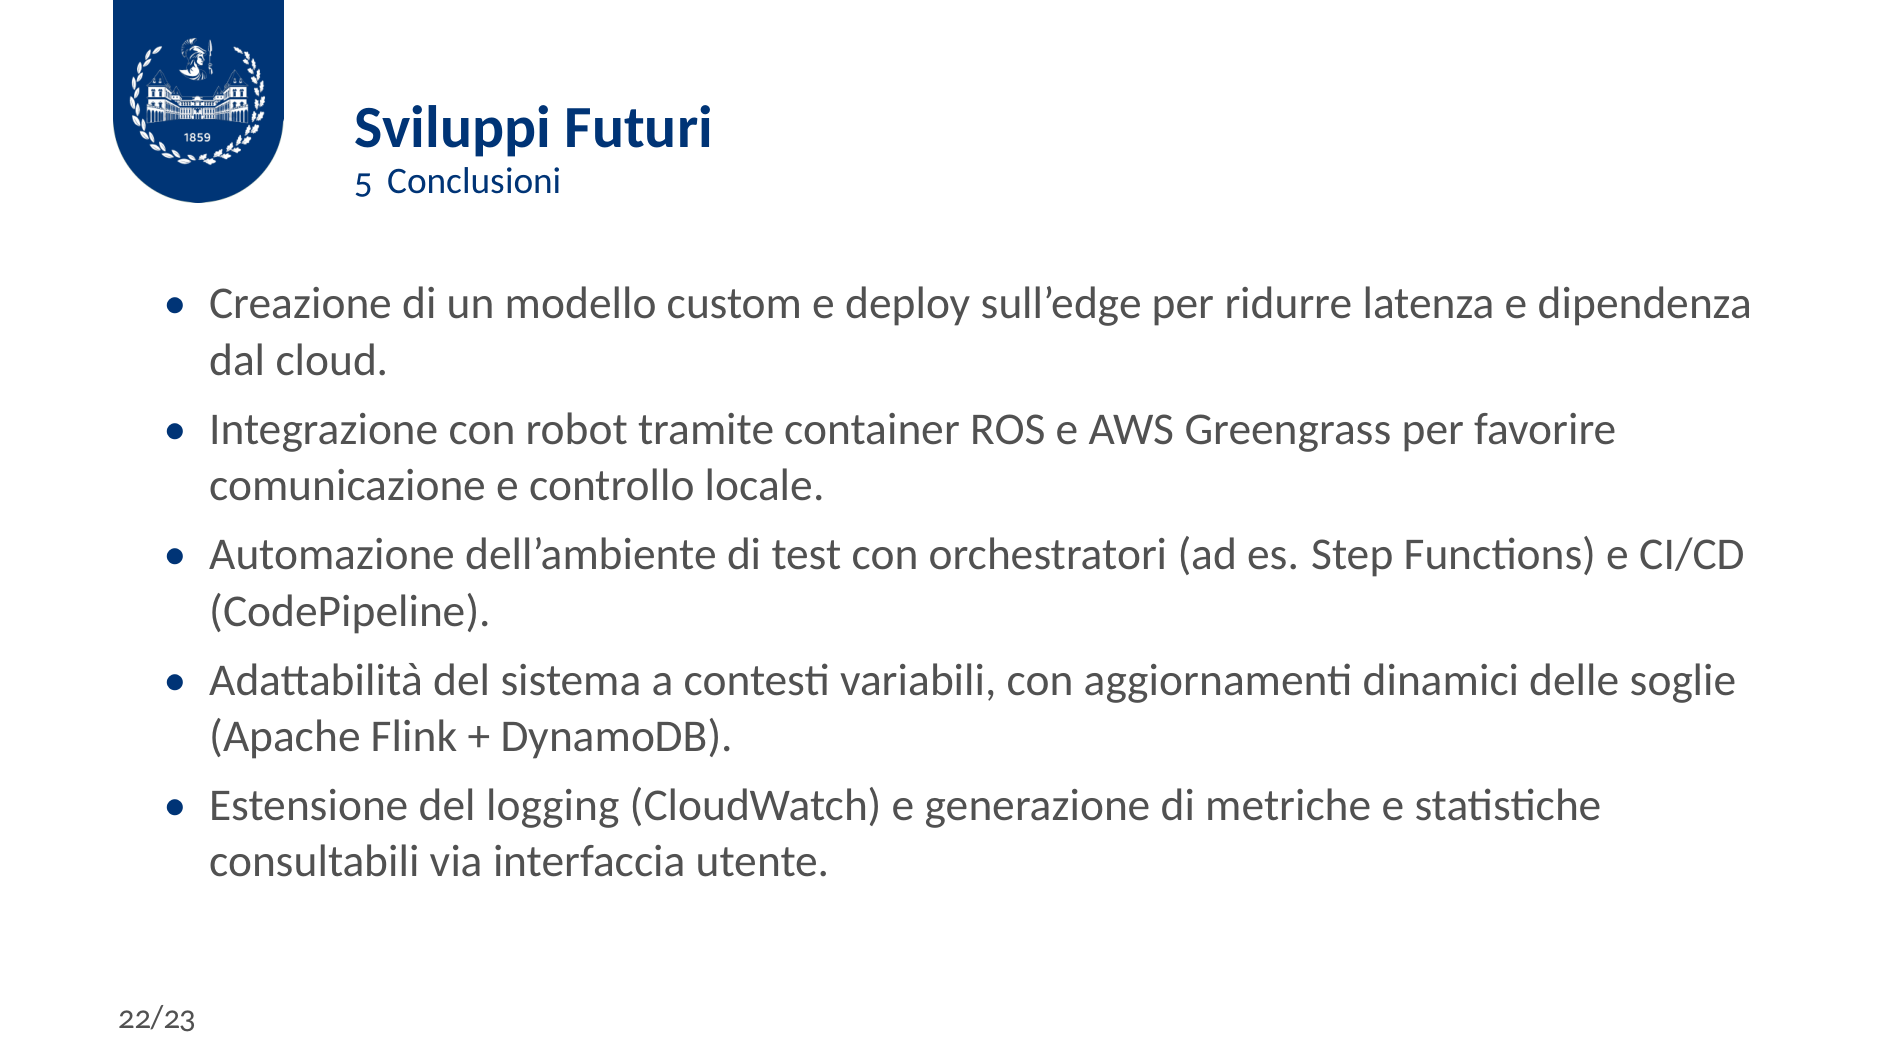 1859
Sviluppi Futuri
5 Conclusioni
• Creazione di un modello custom e deploy sull’edge per ridurre latenza e dipendenza
dal cloud.
• Integrazione con robot tramite container ROS e AWS Greengrass per favorire
comunicazione e controllo locale.
• Automazione dell’ambiente di test con orchestratori (ad es. Step Functions) e CI/CD
(CodePipeline).
• Adattabilità del sistema a contesti variabili, con aggiornamenti dinamici delle soglie
(Apache Flink + DynamoDB).
• Estensione del logging (CloudWatch) e generazione di metriche e statistiche
consultabili via interfaccia utente.
22/23